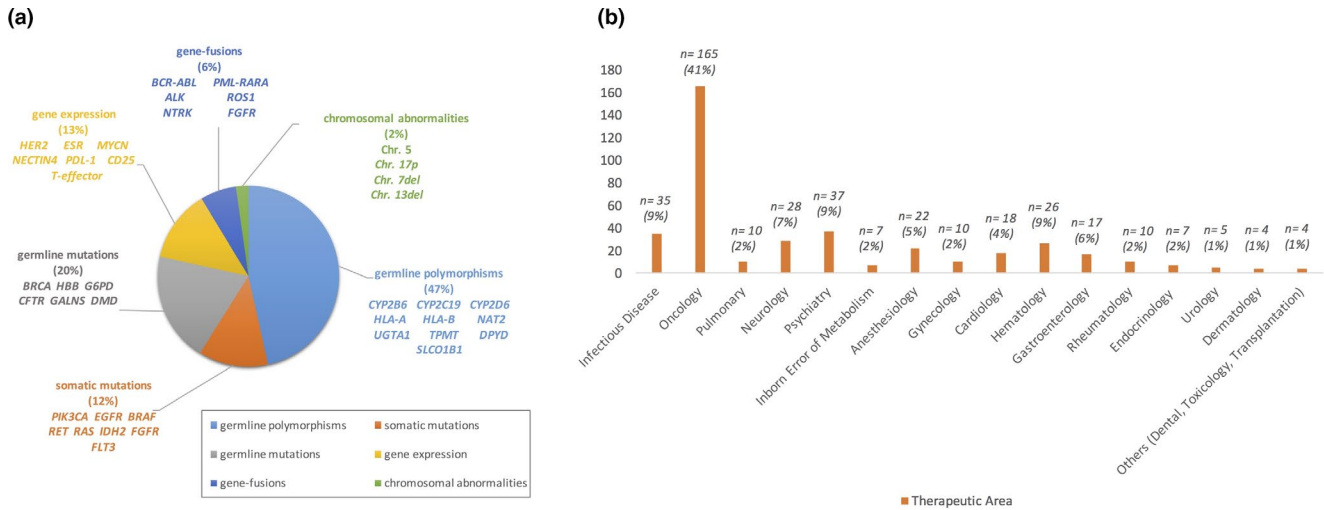 (a)
gene-fusions
(6%)
BCR-ABL PML-RARA
ALK ROS1
NTRK FGFR
gene expression
(13%)
HER2 ESR MYCN
NECTIN4 PDL-1 CD25
T-effector
chromosomal abnormalities
(2%)
Chr. 5
Chr. 17p
Chr. 7del
Chr. 13del
germline mutations
(20%)
BRCA HBB G6PD
CFTR GALNS DMD
germline polymorphisms
(47%)
CYP2B6 CYP2C19 CYP2D6
HLA-A HLA-B NAT2
UGTA1 TPMT DPYD
SLCO1B1
somatic mutations
(12%)
PIK3CA EGFR BRAF
RET RAS IDH2 FGFR
FLT3
germline polymorphisms somatic mutations
germline mutations gene expression
gene-fusions chromosomal abnormalities
(b)
180
160
140
120
100
80
60
40
20
0
n= 35
(9%)
n= 165
(41%)
n= 10
(2%)
n= 28
(7%)
n= 37
(9%)
n= 7
(2%)
n= 22
(5%)
n= 10
(2%)
n= 18
(4%)
n= 26
(9%)
n= 17
(6%)
n= 10
(2%)
n= 7
(2%)
n= 5
(1%)
n= 4
(1%)
n= 4
(1%)
Infectious Disease
Oncology
Pulmonary
Neurology
Psychiatry
Inborn Error of Metabolism
Anesthesiology
Gynecology
Cardiology
Hematology
Gastroenterology
Rheumatology
Endocrinology
Urology
Dermatology
Others (Dental, Toxicology, Transplantation)
Therapeutic Area